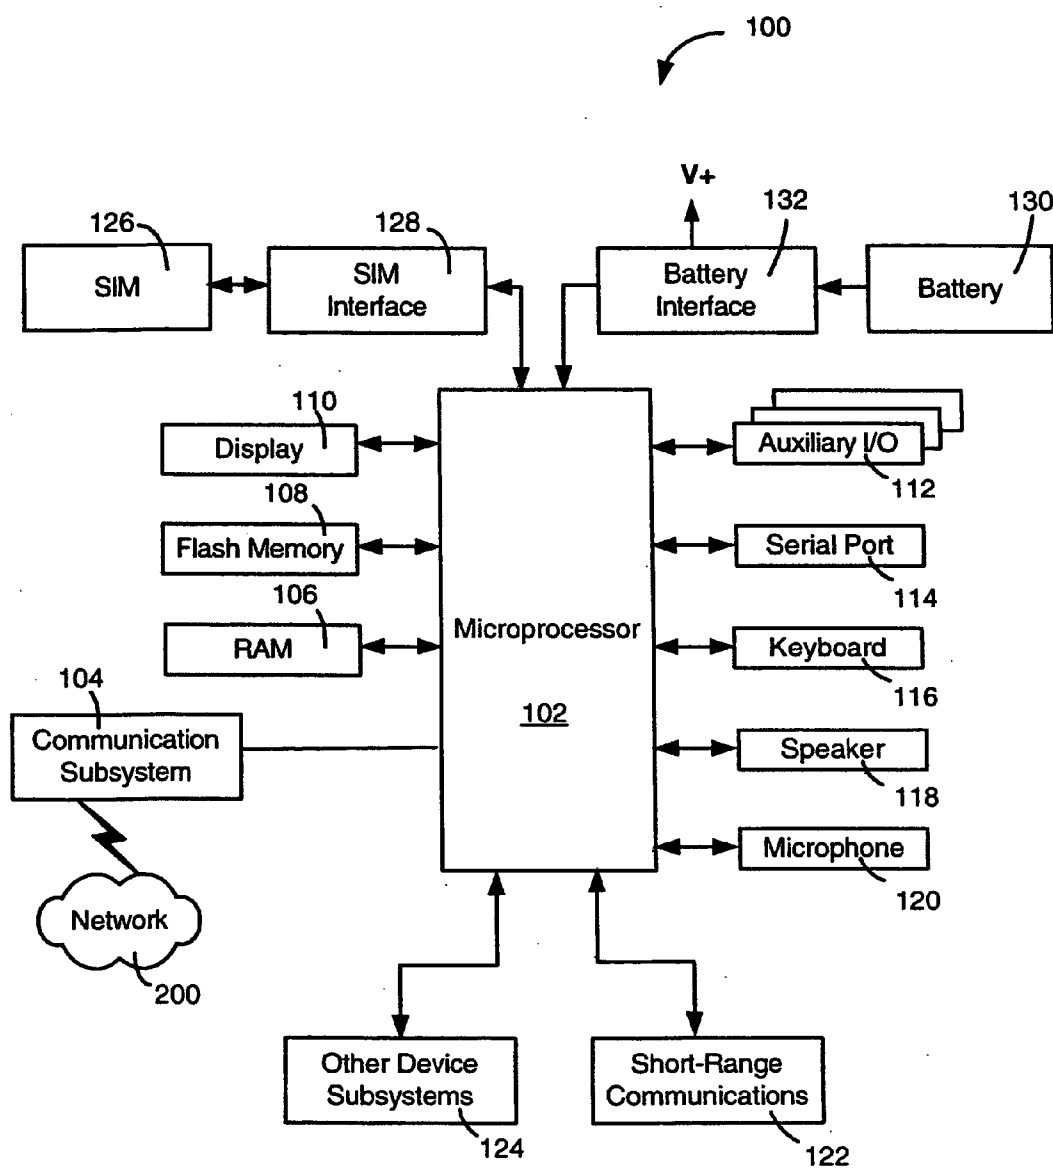 100
V+
126
128
132
130
SIM
SIM
Interface
Battery
Interface
Battery
110
Display
Auxiliary I/O
112
108
Flash Memory
Serial Port
114
106
RAM
Microprocessor
102
Keyboard
116
104
Communication
Subsystem
Speaker
118
Microphone
120
Network
200
Other Device
Subsystems
124
Short-Range
Communications
122